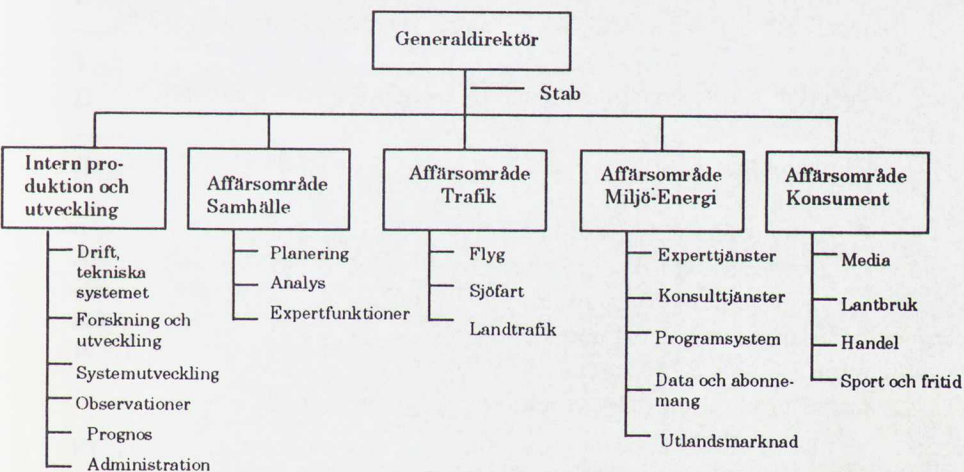 Generaldirektör
Stab
Intern pro-
duktion och
utveckling
Drift,
tekniska
systemet
Forskning och
utveckling
Systemutveckling
Observationer
Prognos
Administration
Affärsområde
Samhälle
Planering
Analys
Expertfunktioner
Affärsområde
Trafik
Flyg
Sjöfart
Landtrafik
Affärsområde
Miljö-Energi
Experttjänster
Konsulttjänster
Programsystem
Data och abonne-
mang
Utlandsmarknad
Affärsområde
Konsument
Media
Lantbruk
Handel
Sport och fritid